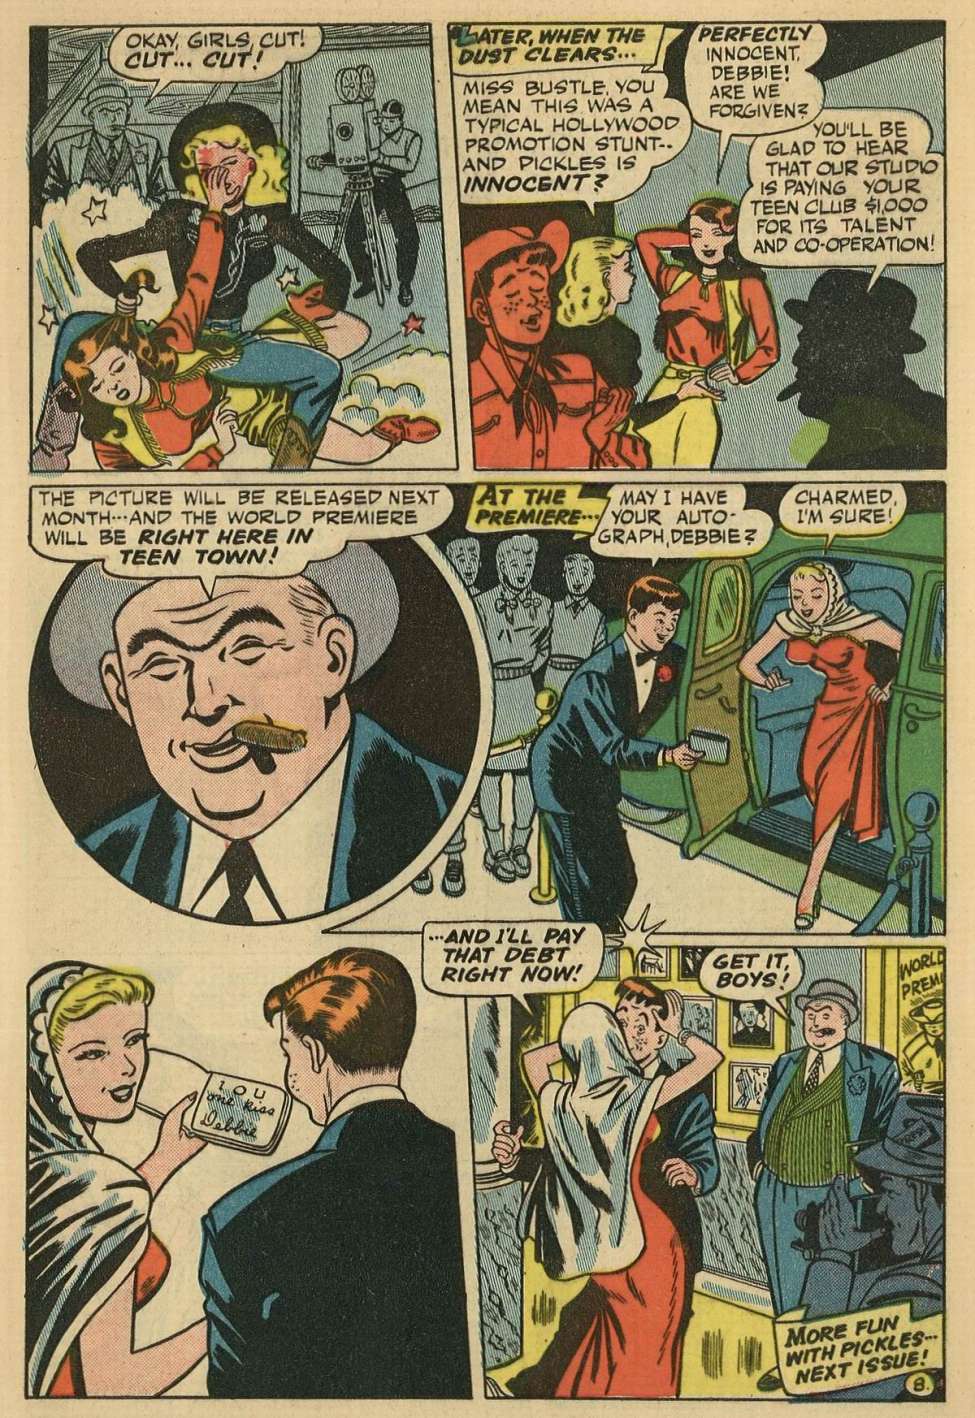 OKAY, GIRLS, CUT!
CUT... CUT!
LATER, WHEN THE
DUST CLEARS...
MISS BUSTLE, YOU
MEAN THIS WAS A
TYPICAL HOLLYWOOD
PROMOTION STUNT--
AND PICKLES IS
INNOCENT?
PERFECTLY
INNOCENT,
DEBBIE!
ARE WE
FORGIVEN?
YOU'LL BE
GLAD TO HEAR
THAT OUR STUDIO
IS PAYING YOUR
TEEN CLUB $1,000
FOR ITS TALENT
AND CO-OPERATION!
THE PICTURE WILL BE RELEASED NEXT
MONTH---AND THE WORLD PREMIERE
WILL BE RIGHT HERE IN
TEEN TOWN!
AT THE
PREMIERE...
MAY I HAVE
YOUR AUTO-
GRAPH, DEBBIE?
CHARMED,
I'M SURE!
I O U
one kiss
Debbie
...AND I'LL PAY
THAT DEBT
RIGHT NOW!
GET IT,
BOYS!
WORLD
PREMI
MORE FUN
WITH PICKLES...
NEXT ISSUE!
8.